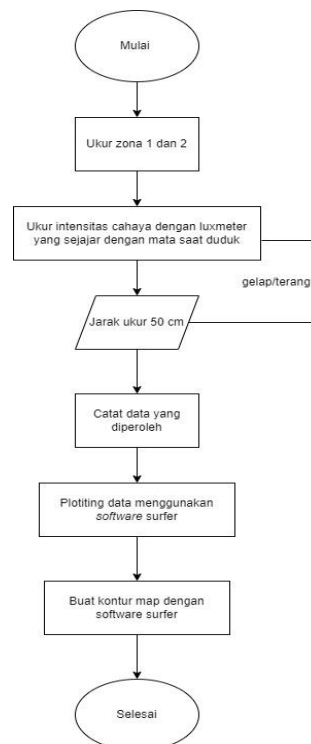 Mulai
Ukur zona 1 dan 2
Ukur intensitas cahaya dengan luxmeter
yang sejajar dengan mata saat duduk
gelap/terang
Jarak ukur 50 cm
Catat data yang
diperoleh
Plotiting data menggunakan
software surfer
Buat kontur map dengan
software surfer
Selesai